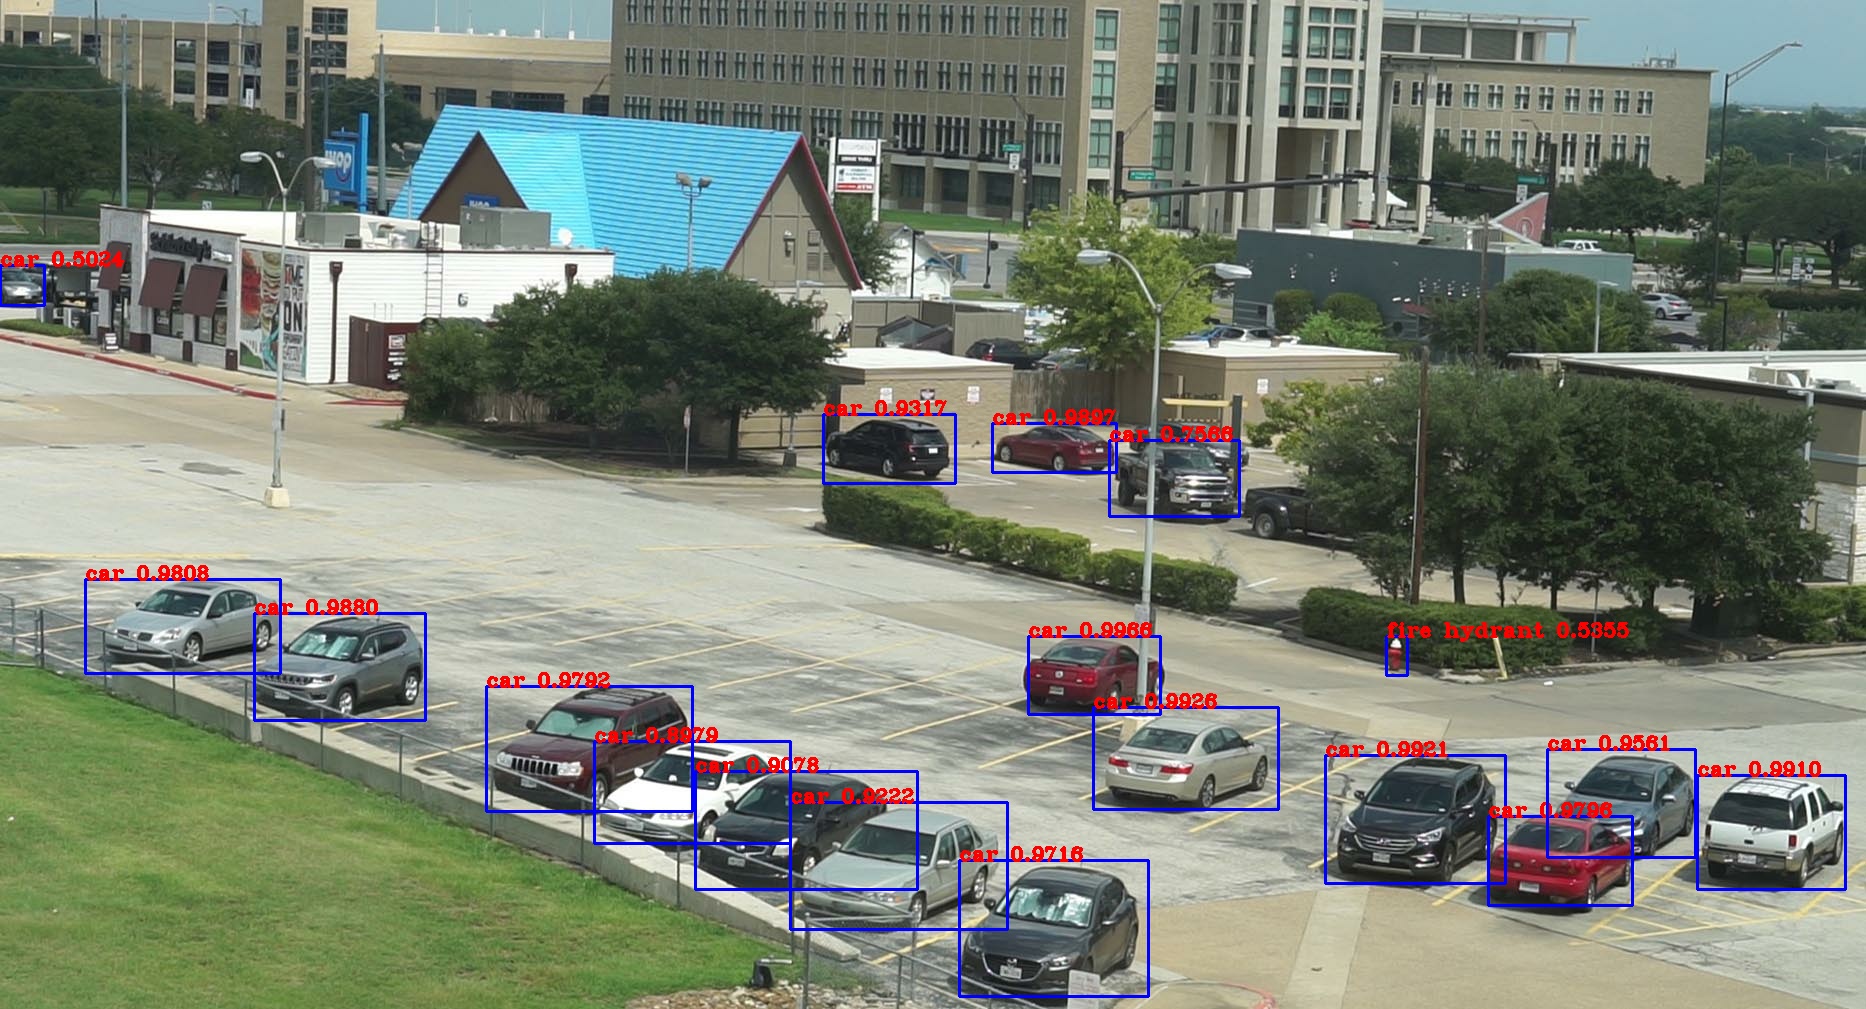 IHOP
IHOP
car 0.5024
Schlotzsky's
ON
car 0.9317
car 0.9897
car 0.7566
car 0.9808
car 0.9880
fire hydrant 0.5355
car 0.9966
car 0.9792
car 0.9926
car 0.8979
car 0.9078
car 0.9921
car 0.9561
car 0.9910
car 0.9222
car 0.9796
car 0.9716